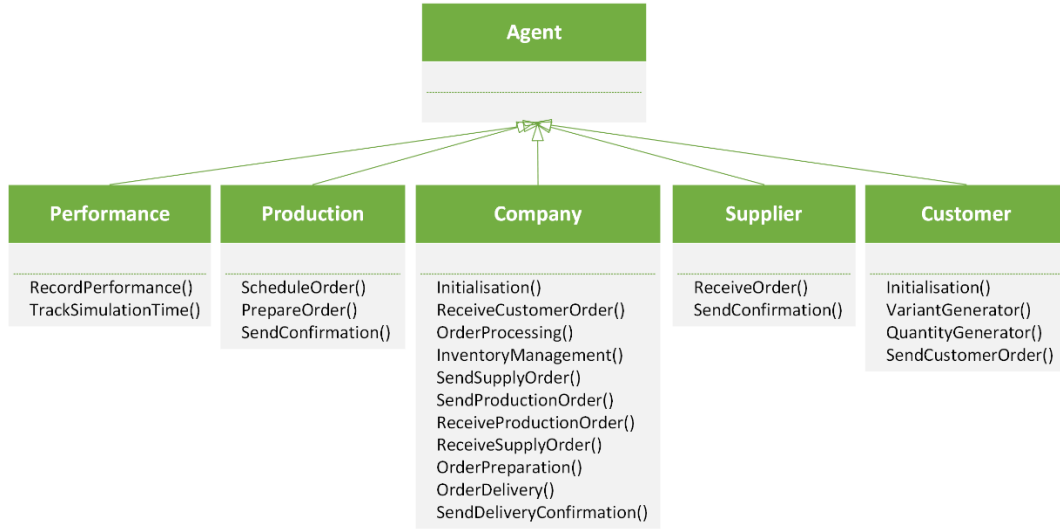 Agent
Performance
RecordPerformance()
TrackSimulationTime()
Production
ScheduleOrder()
PrepareOrder()
SendConfirmation()
Company
Initialisation()
ReceiveCustomerOrder()
OrderProcessing()
InventoryManagement()
SendSupplyOrder()
SendProductionOrder()
ReceiveProductionOrder()
ReceiveSupplyOrder()
OrderPreparation()
OrderDelivery()
SendDeliveryConfirmation()
Supplier
ReceiveOrder()
SendConfirmation()
Customer
Initialisation()
VariantGenerator()
QuantityGenerator()
SendCustomerOrder()